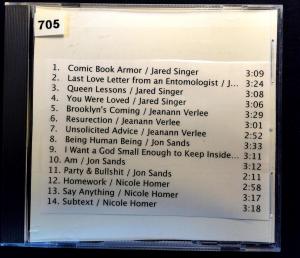 705
1. Comic Book Armor / Jared Singer 3:09
2. Last Love Letter from an Entomologist / J... 3:24
3. Queen Lessons / Jared Singer 3:08
4. You Were Loved / Jared Singer 3:06
5. Brooklyn's Coming / Jeanann Verlee 3:29
6. Resurection / Jeanann Verlee 3:01
7. Unsolicited Advice / Jeanann Verlee 2:52
8. Being Human Being / Jon Sands 3:33
9. I Want a God Small Enough to Keep Inside... 3:11
10. Am / Jon Sands 3:12
11. Party & Bullshit / Jon Sands 2:11
12. Homework / Nicole Homer 2:58
13. Say Anything / Nicole Homer 3:17
14. Subtext / Nicole Homer 3:18